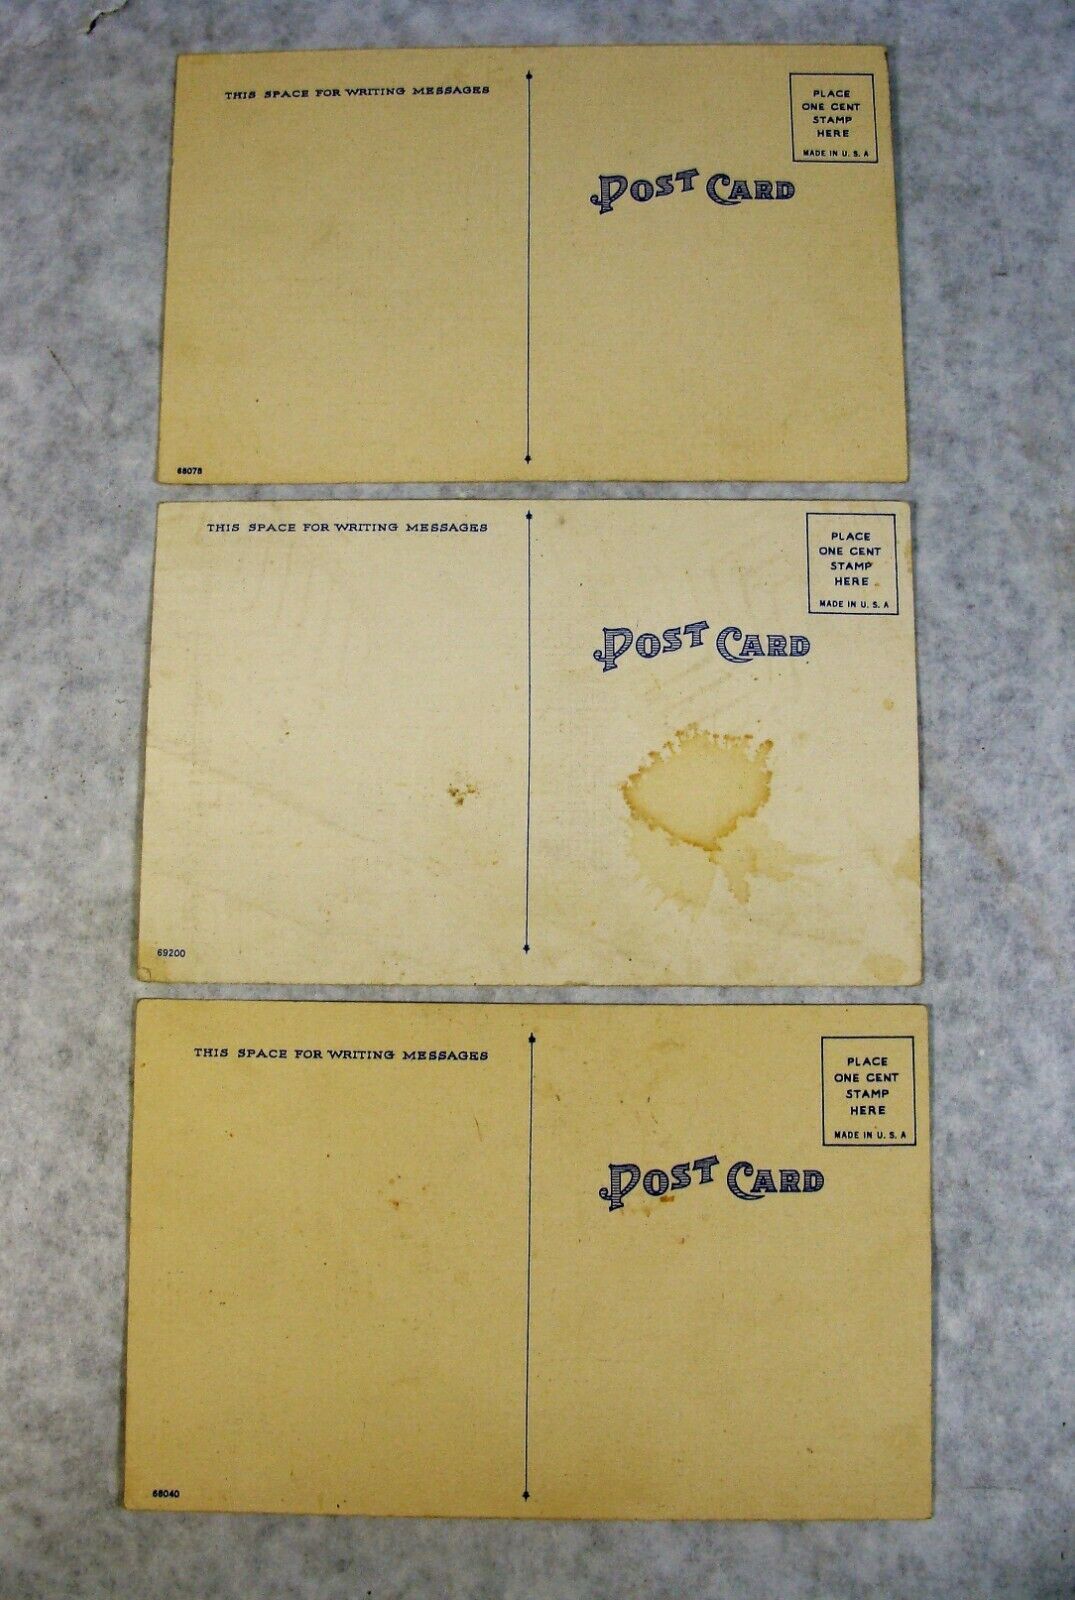 THIS SPACE FOR WRITING MESSAGES
PLACE
ONE CENT
STAMP
HERE
MADE IN U. S. A
POST CARD
68078
THIS SPACE FOR WRITING MESSAGES
PLACE
ONE CENT
STAMP
HERE
MADE IN U. S. A
POST CARD
69200
THIS SPACE FOR WRITING MESSAGES
PLACE
ONE CENT
STAMP
HERE
MADE IN U. S. A
POST CARD
68040